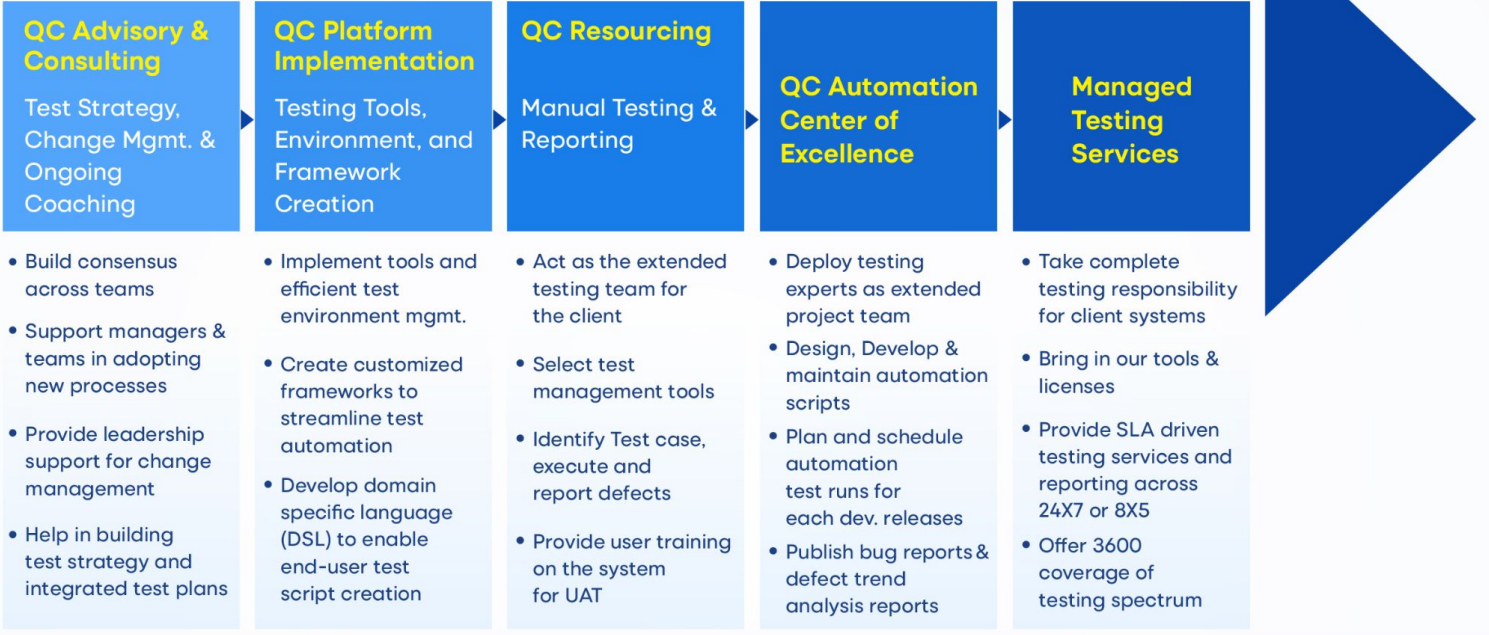 QC Advisory &
Consulting
Test Strategy,
Change Mgmt. &
Ongoing
Coaching
• Build consensus
across teams
• Support managers &
teams in adopting
new processes
• Provide leadership
support for change
management
• Help in building
test strategy and
integrated test plans
QC Platform
Implementation
Testing Tools,
Environment, and
Framework
Creation
• Implement tools and
efficient test
environment mgmt.
• Create customized
frameworks to
streamline test
automation
• Develop domain
specific language
(DSL) to enable
end-user test
script creation
QC Resourcing
Manual Testing &
Reporting
• Act as the extended
testing team for
the client
• Select test
management tools
• Identify Test case,
execute and
report defects
• Provide user training
on the system
for UAT
QC Automation
Center of
Excellence
• Deploy testing
experts as extended
project team
• Design, Develop &
maintain automation
scripts
• Plan and schedule
automation
test runs for
each dev. releases
• Publish bug reports &
defect trend
analysis reports
Managed
Testing
Services
• Take complete
testing responsibility
for client systems
• Bring in our tools &
licenses
• Provide SLA driven
testing services and
reporting across
24X7 or 8X5
• Offer 3600
coverage of
testing spectrum